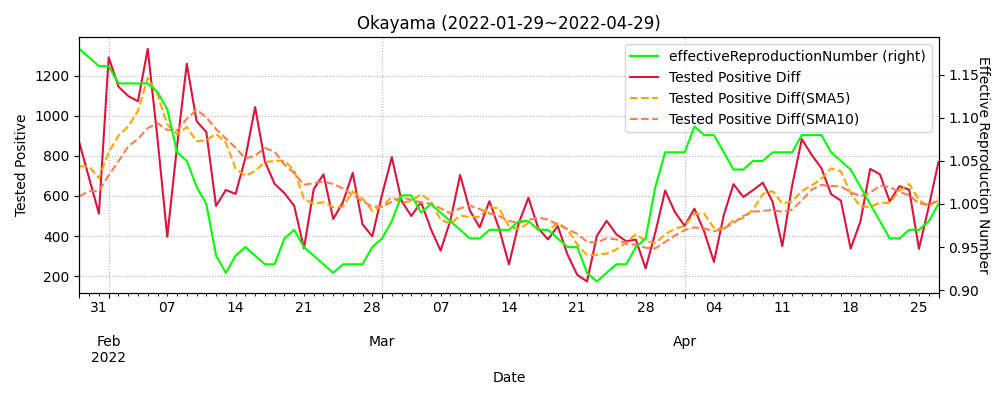 Okayama (2022-01-29~2022-04-29)
effectiveReproductionNumber (right)
Tested Positive Diff
Tested Positive Diff(SMA5)
Tested Positive Diff(SMA10)
Tested Positive
1200
1000
800
600
400
200
1.15
1.10
1.05
1.00
0.95
0.90
Effective Reproduction Number
31 07 14 21 28 07 14 21 28 04 11 18 25
Feb Mar Apr
2022
Date